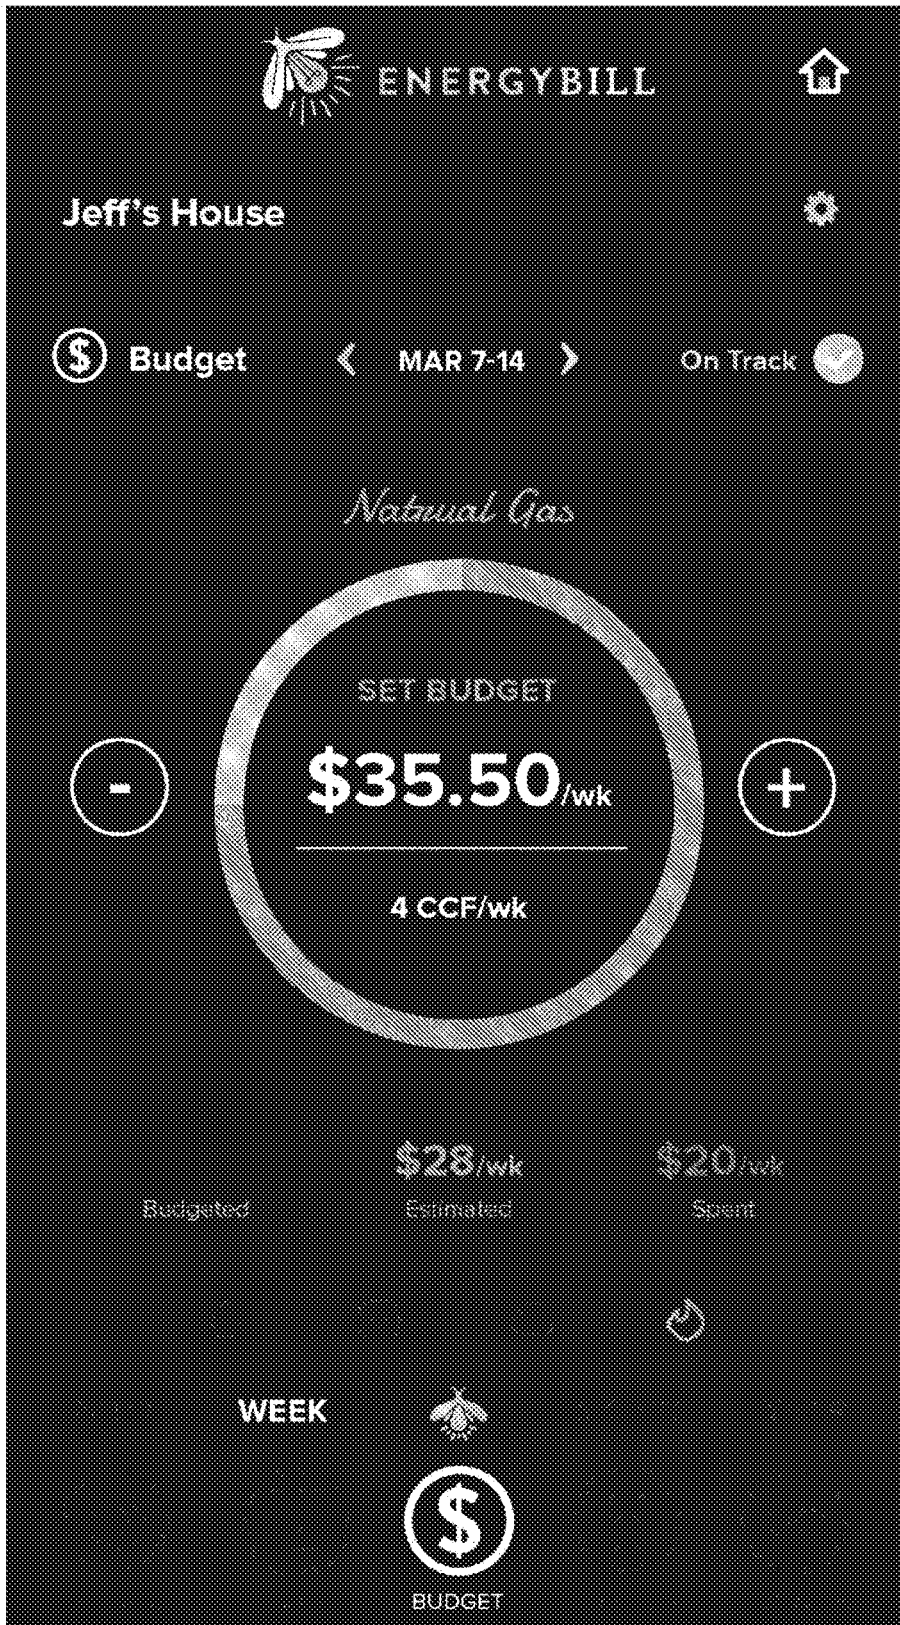 ENERGYBILL
Jeff's House
$ Budget < MAR 7-14 > On Track
Natrual Gas
SET BUDGET
- $35.50/wk +
4 CCF/wk
$28/wk $20/wk
Budgeted Estimated Spent
WEEK
$
BUDGET